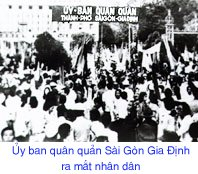 ỦY-BAN QUÂN QUẢN
THÀNH-PHỐ SÀIGÒN-GIA ĐỊNH
Ủy ban quân quản Sài Gòn Gia Định
ra mắt nhân dân